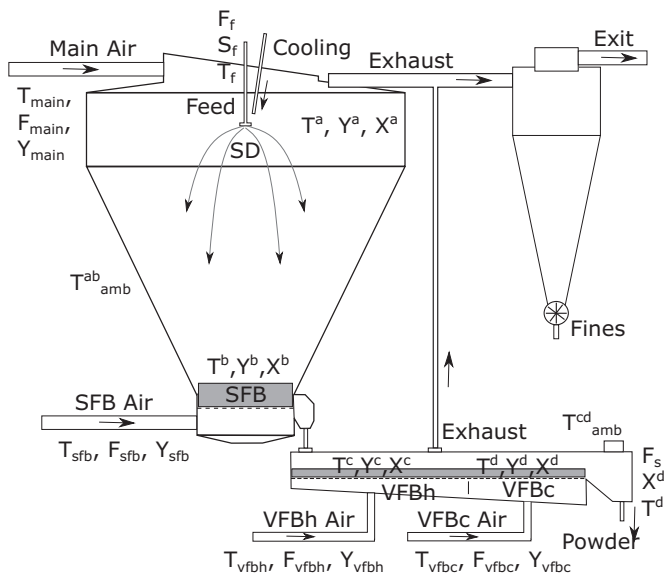 F_f
S_f
T_f
Cooling
Main Air
Exhaust
Exit
T_main,
F_main,
Y_main
Feed
T^a, Y^a, X^a
SD
T^ab_amb
Fines
T^b, Y^b, X^b
SFB Air
SFB
T_sfb, F_sfb, Y_sfb
Exhaust
T^cd_amb
F_s
X^d
T^d
T^c, Y^c, X^c
T^d, Y^d, X^d
VFBh
VFBc
VFBh Air
VFBc Air
Powder
T_vfbh, F_vfbh, Y_vfbh
T_vfbc, F_vfbc, Y_vfbc